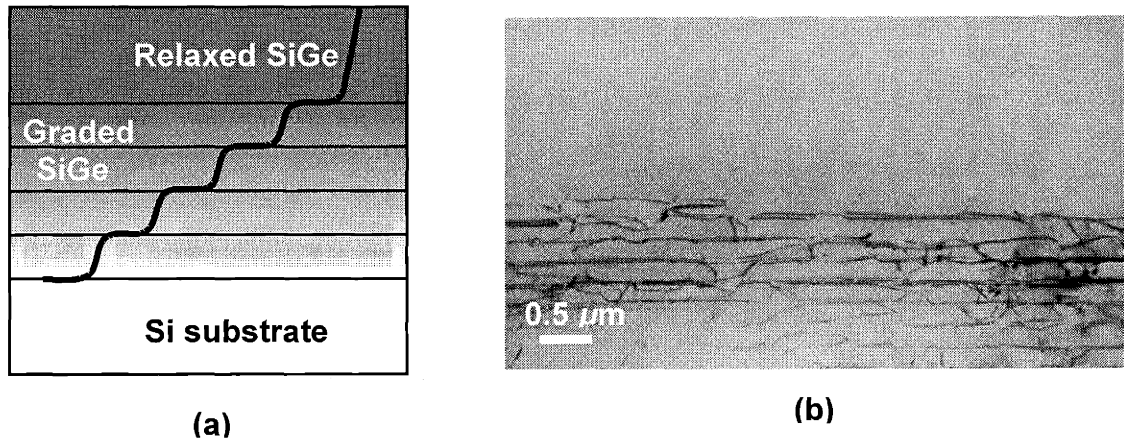 Relaxed SiGe
Graded
SiGe
Si substrate
(a)
0.5 µm
(b)